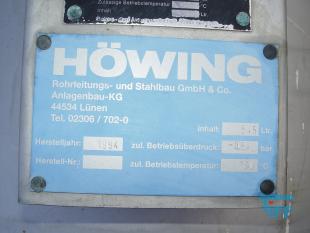 Zulässige Betriebstemperatur °C
HÖWING
Rohrleitungs- und Stahlbau GmbH & Co.
Anlagenbau-KG
44534 Lünen
Tel. 02306 / 702-0
Inhalt: Ltr.
Herstelljahr: 1994 zul. Betriebsüberdruck: bar
Herstell-Nr.: zul. Betriebstemperatur: °C